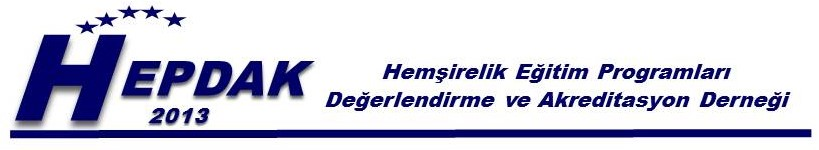 HEPDAK
2013
Hemşirelik Eğitim Programları
Değerlendirme ve Akreditasyon Derneği